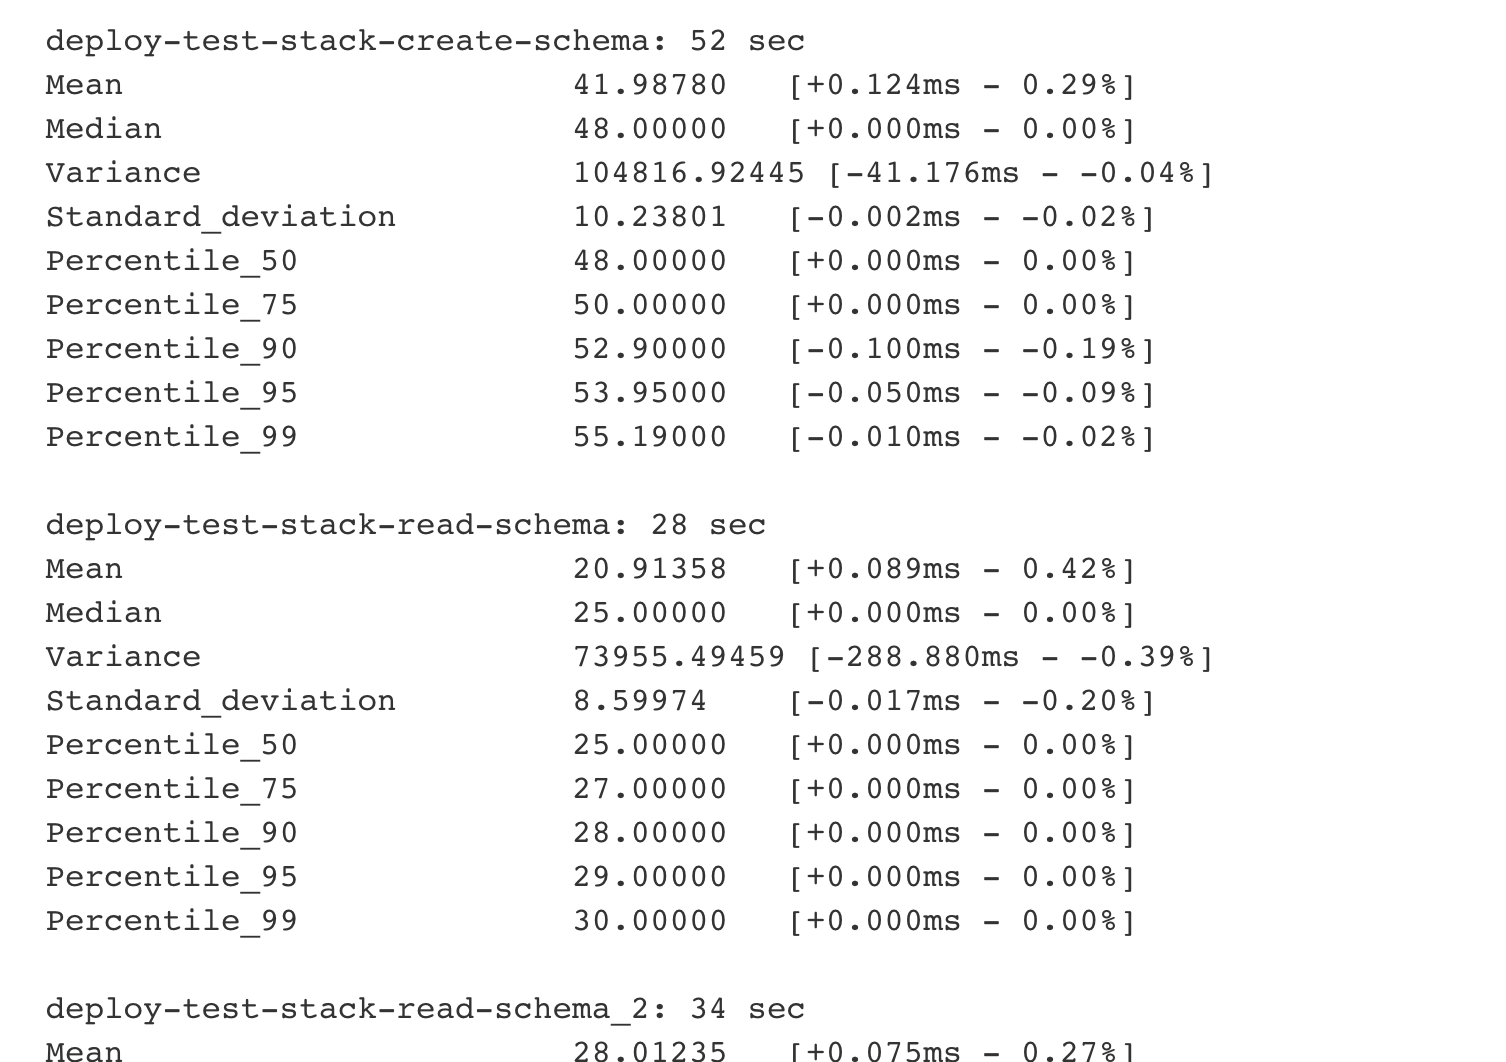 deploy-test-stack-create-schema: 52 sec
Mean 41.98780 [+0.124ms - 0.29%]
Median 48.00000 [+0.000ms - 0.00%]
Variance 104816.92445 [-41.176ms - -0.04%]
Standard_deviation 10.23801 [-0.002ms - -0.02%]
Percentile_50 48.00000 [+0.000ms - 0.00%]
Percentile_75 50.00000 [+0.000ms - 0.00%]
Percentile_90 52.90000 [-0.100ms - -0.19%]
Percentile_95 53.95000 [-0.050ms - -0.09%]
Percentile_99 55.19000 [-0.010ms - -0.02%]
deploy-test-stack-read-schema: 28 sec
Mean 20.91358 [+0.089ms - 0.42%]
Median 25.00000 [+0.000ms - 0.00%]
Variance 73955.49459 [-288.880ms - -0.39%]
Standard_deviation 8.59974 [-0.017ms - -0.20%]
Percentile_50 25.00000 [+0.000ms - 0.00%]
Percentile_75 27.00000 [+0.000ms - 0.00%]
Percentile_90 28.00000 [+0.000ms - 0.00%]
Percentile_95 29.00000 [+0.000ms - 0.00%]
Percentile_99 30.00000 [+0.000ms - 0.00%]
deploy-test-stack-read-schema_2: 34 sec
Mean 28.01235 [+0.075ms - 0.27%]